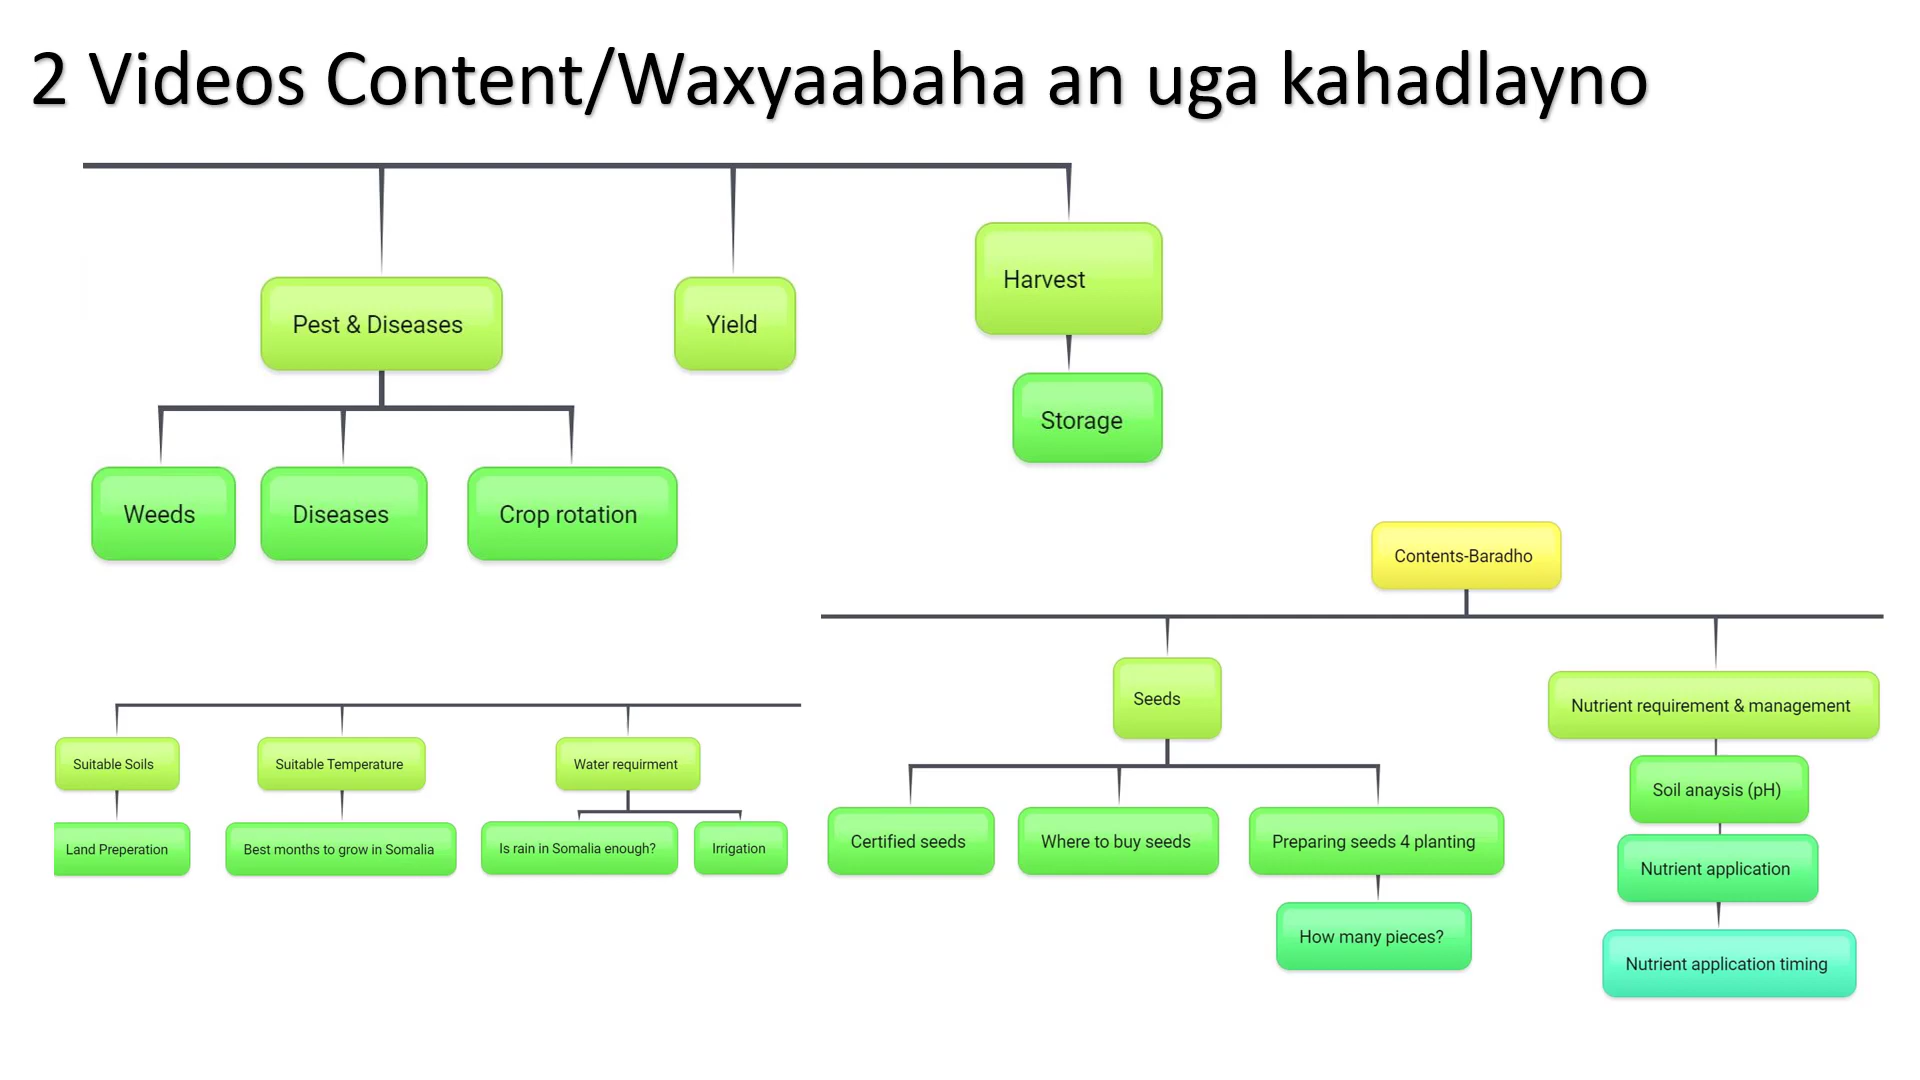 2 Videos Content/Waxyaabaha an uga kahadlayno
Pest & Diseases
Yield
Harvest
Storage
Weeds
Diseases
Crop rotation
Contents-Baradho
Suitable Soils
Suitable Temperature
Water requirment
Land Preperation
Best months to grow in Somalia
Is rain in Somalia enough?
Irrigation
Seeds
Nutrient requirement & management
Certified seeds
Where to buy seeds
Preparing seeds 4 planting
How many pieces?
Soil anaysis (pH)
Nutrient application
Nutrient application timing